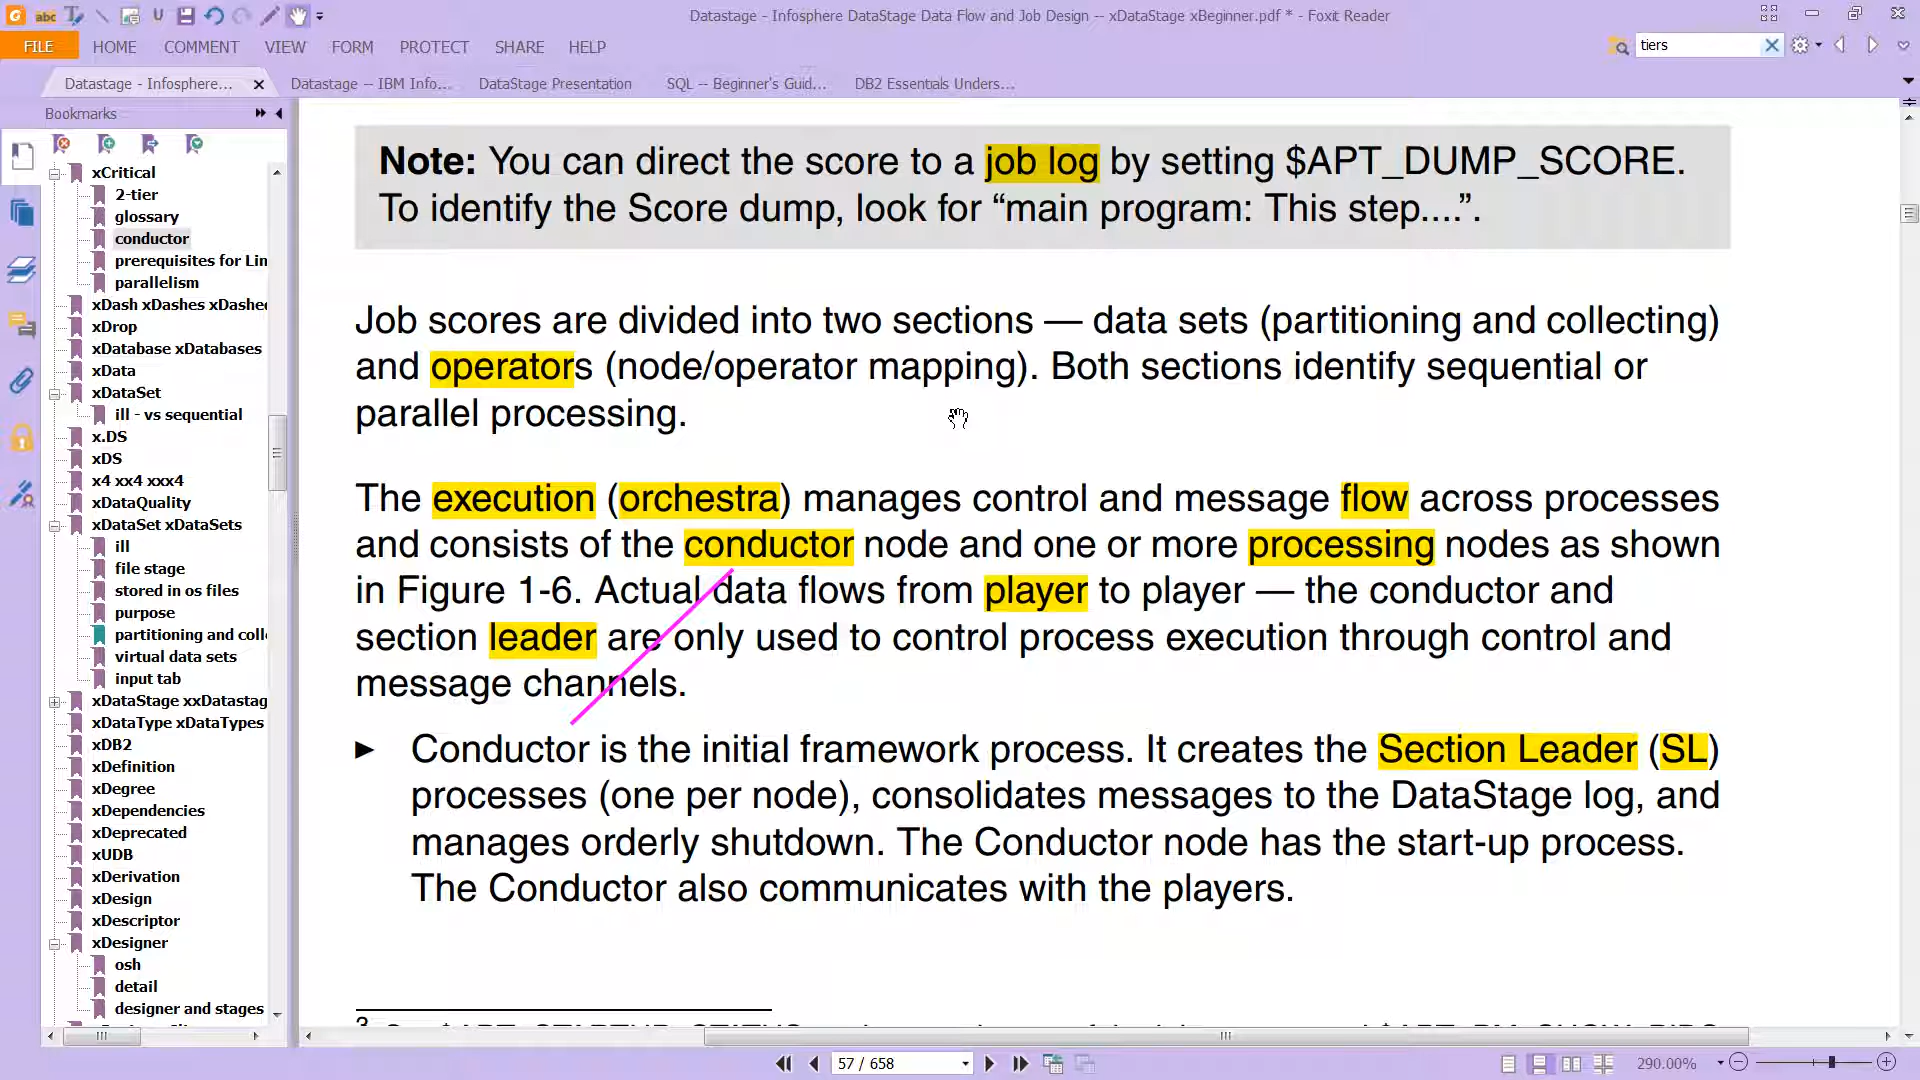 Datastage - Infosphere DataStage Data Flow and Job Design -- xDataStage xBeginner.pdf * - Foxit Reader
FILE HOME COMMENT VIEW FORM PROTECT SHARE HELP
tiers
Datastage - Infosphere... Datastage -- IBM Info... DataStage Presentation SQL -- Beginner's Guid... DB2 Essentials Unders...
Bookmarks
xCritical
2-tier
glossary
conductor
prerequisites for Lin
parallelism
xDash xDashes xDashed
xDrop
xDatabase xDatabases
xData
xDataSet
ill - vs sequential
x.DS
xDS
x4 xx4 xxx4
xDataQuality
xDataSet xDataSets
ill
file stage
stored in os files
purpose
partitioning and colle
virtual data sets
input tab
xDataStage xxDatastag
xDataType xDataTypes
xDB2
xDefinition
xDegree
xDependencies
xDeprecated
xUDB
xDerivation
xDesign
xDescriptor
xDesigner
osh
detail
designer and stages
Note: You can direct the score to a job log by setting $APT_DUMP_SCORE.
To identify the Score dump, look for “main program: This step....”.
Job scores are divided into two sections — data sets (partitioning and collecting)
and operators (node/operator mapping). Both sections identify sequential or
parallel processing.
The execution (orchestra) manages control and message flow across processes
and consists of the conductor node and one or more processing nodes as shown
in Figure 1-6. Actual data flows from player to player — the conductor and
section leader are only used to control process execution through control and
message channels.
► Conductor is the initial framework process. It creates the Section Leader (SL)
processes (one per node), consolidates messages to the DataStage log, and
manages orderly shutdown. The Conductor node has the start-up process.
The Conductor also communicates with the players.
57 / 658
290.00%